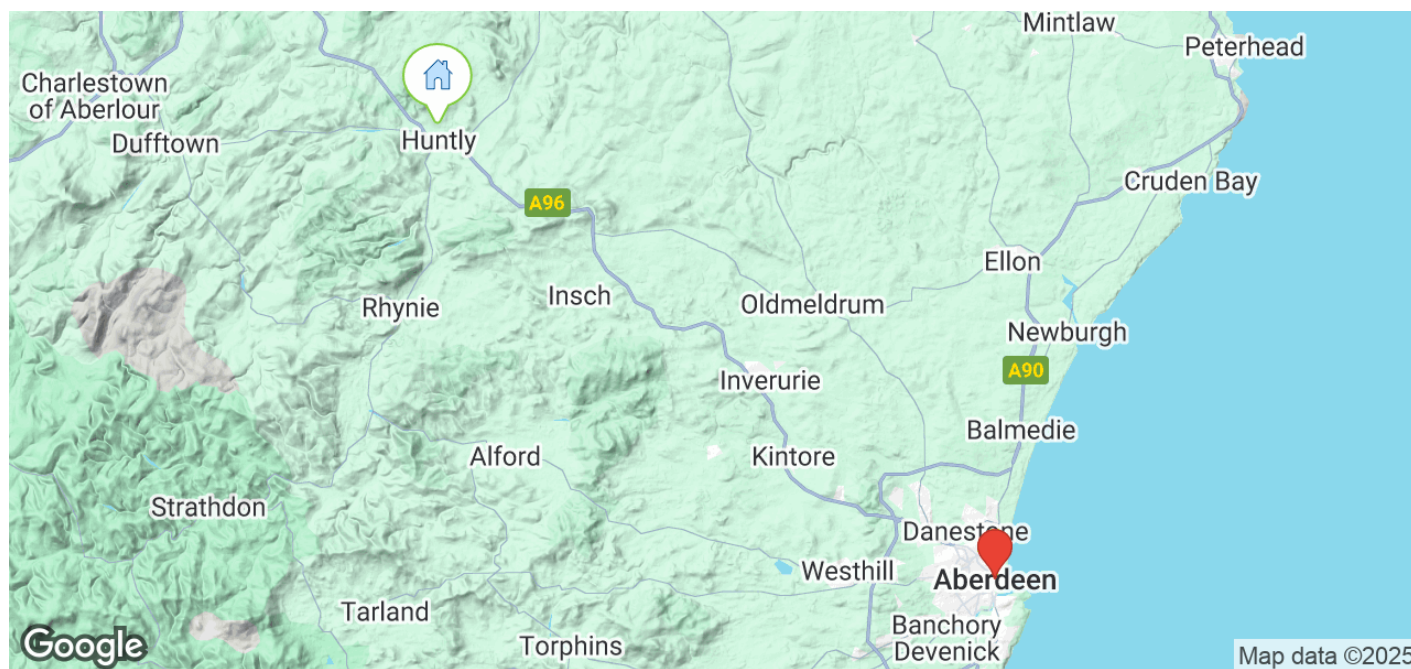 Mintlaw
Peterhead
Charlestown
of Aberlour
Dufftown
Huntly
Cruden Bay
A96
Ellon
Insch
Rhynie
Oldmeldrum
Newburgh
A90
Inverurie
Balmedie
Alford
Kintore
Strathdon
Danestone
Westhill
Aberdeen
Tarland
Banchory
Devenick
Torphins
Google
Map data ©2025